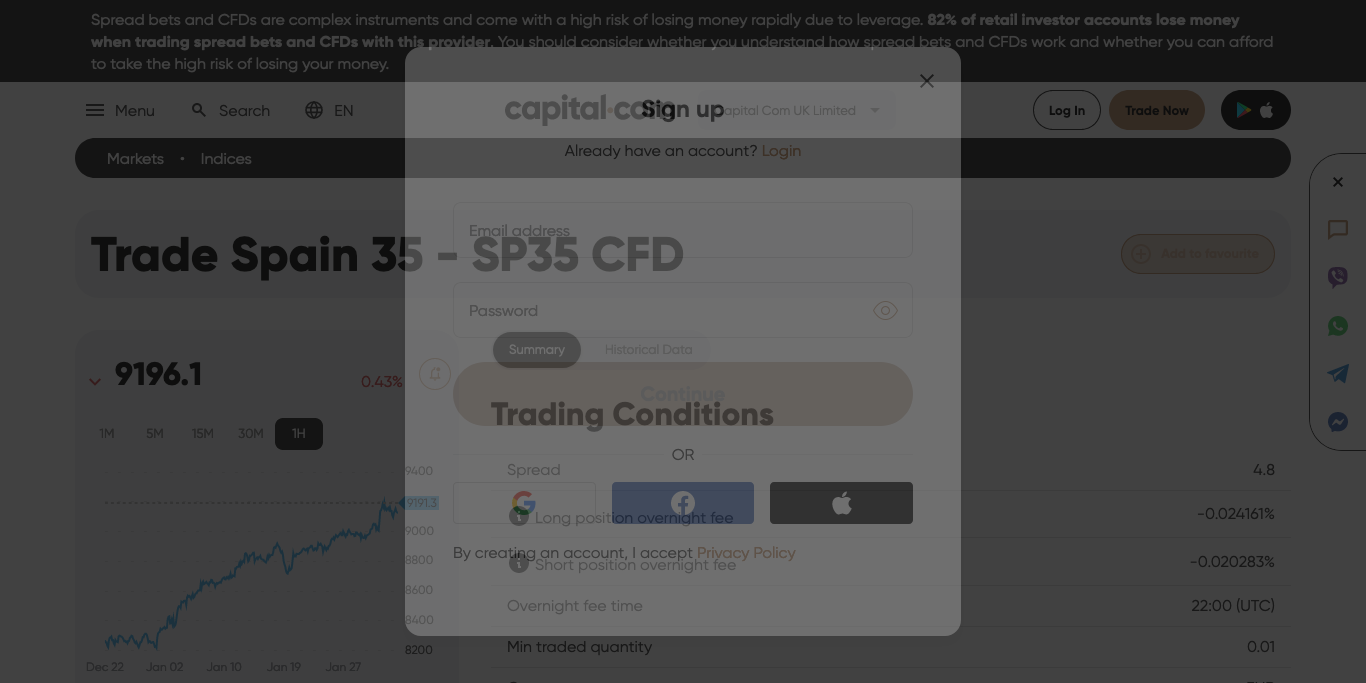 Spread bets and CFDs are complex instruments and come with a high risk of losing money rapidly due to leverage. 82% of retail investor accounts lose money
when trading spread bets and CFDs with this provider. You should consider whether you understand how spread bets and CFDs work and whether you can afford
to take the high risk of losing your money.
Menu
Search
EN
capital.com
Capital Com UK Limited
Log In
Trade Now
Sign up
Already have an account? Login
Markets • Indices
Email address
Trade Spain 35 - SP35 CFD
Add to favourite
Password
Summary
Historical Data
9196.1
0.43%
Continue
Trading Conditions
1M 5M 15M 30M 1H
OR
9400
9191.3
9000
8800
8600
8400
8200
Dec 22 Jan 02 Jan 10 Jan 19 Jan 27
Spread 4.8
Long position overnight fee -0.024161%
By creating an account, I accept Privacy Policy
Short position overnight fee -0.020283%
Overnight fee time 22:00 (UTC)
Min traded quantity 0.01